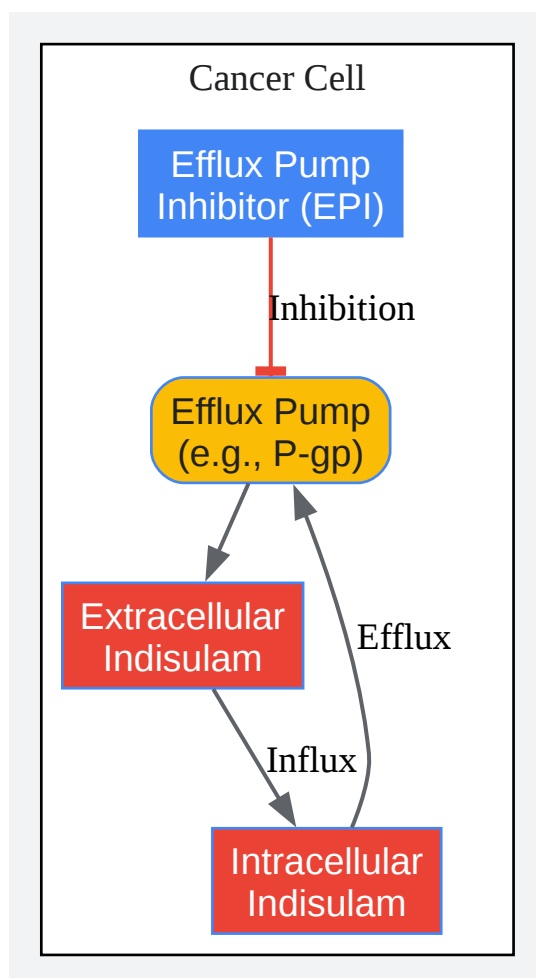 Cancer Cell
Efflux Pump
Inhibitor (EPI)
Inhibition
Efflux Pump
(e.g., P-gp)
Extracellular
Indisulam
Efflux
Influx
Intracellular
Indisulam